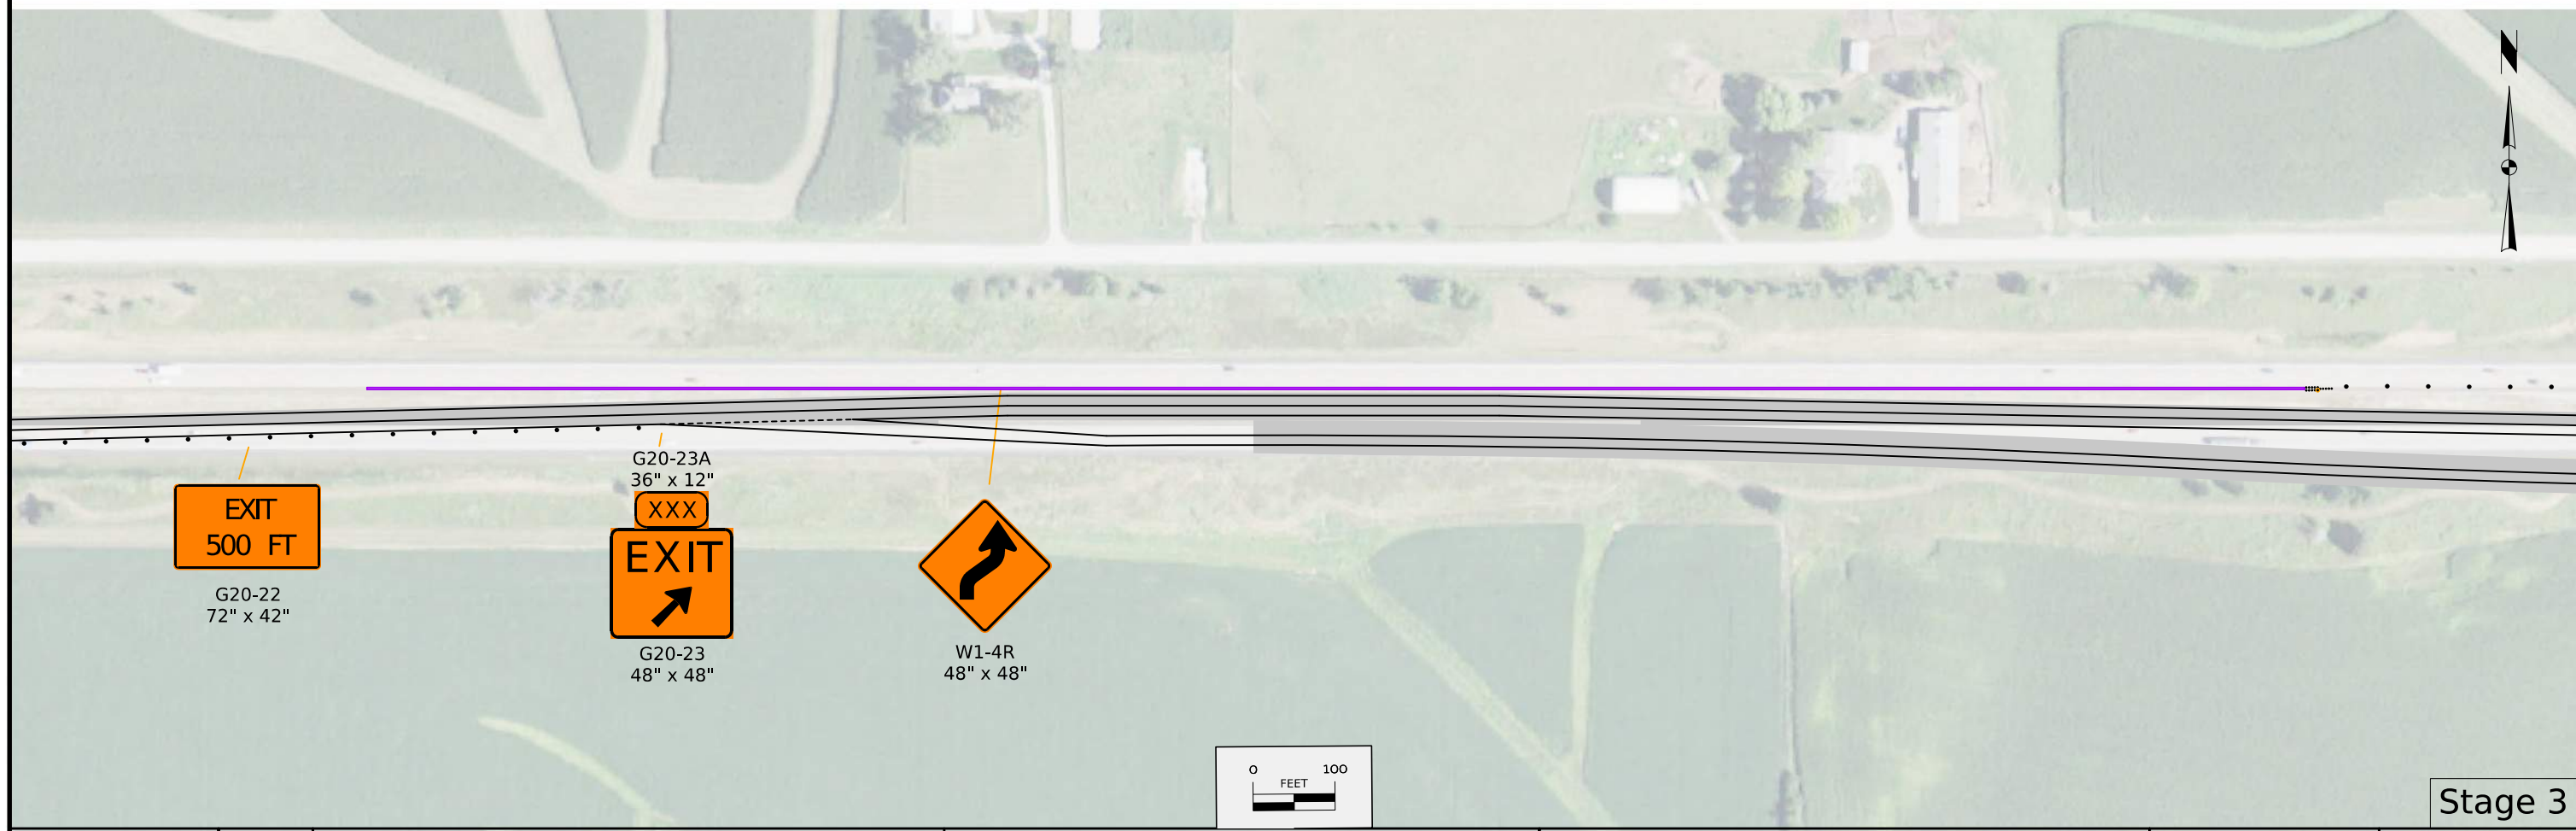 N
G20-23A
36" x 12"
XXX
EXIT
500 FT
EXIT
G20-22
72" x 42"
G20-23
48" x 48"
W1-4R
48" x 48"
0 100
FEET
Stage 3